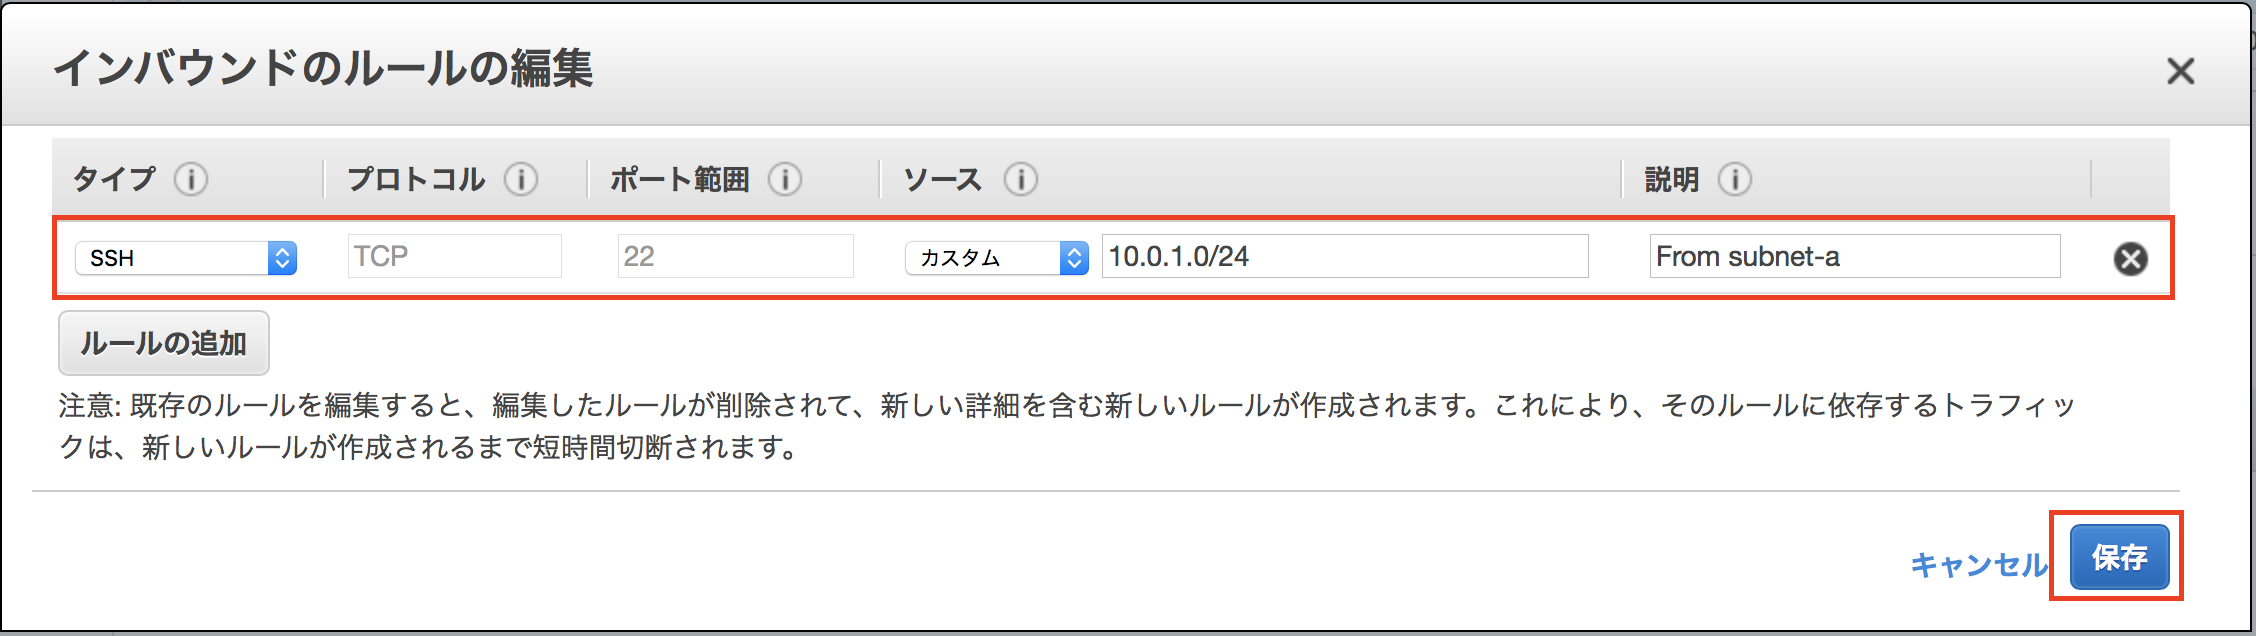 インバウンドのルールの編集
タイプ プロトコル ポート範囲 ソース 説明
SSH TCP 22 カスタム 10.0.1.0/24 From subnet-a
ルールの追加
注意: 既存のルールを編集すると、編集したルールが削除されて、新しい詳細を含む新しいルールが作成されます。これにより、そのルールに依存するトラフィッ
クは、新しいルールが作成されるまで短時間切断されます。
キャンセル 保存